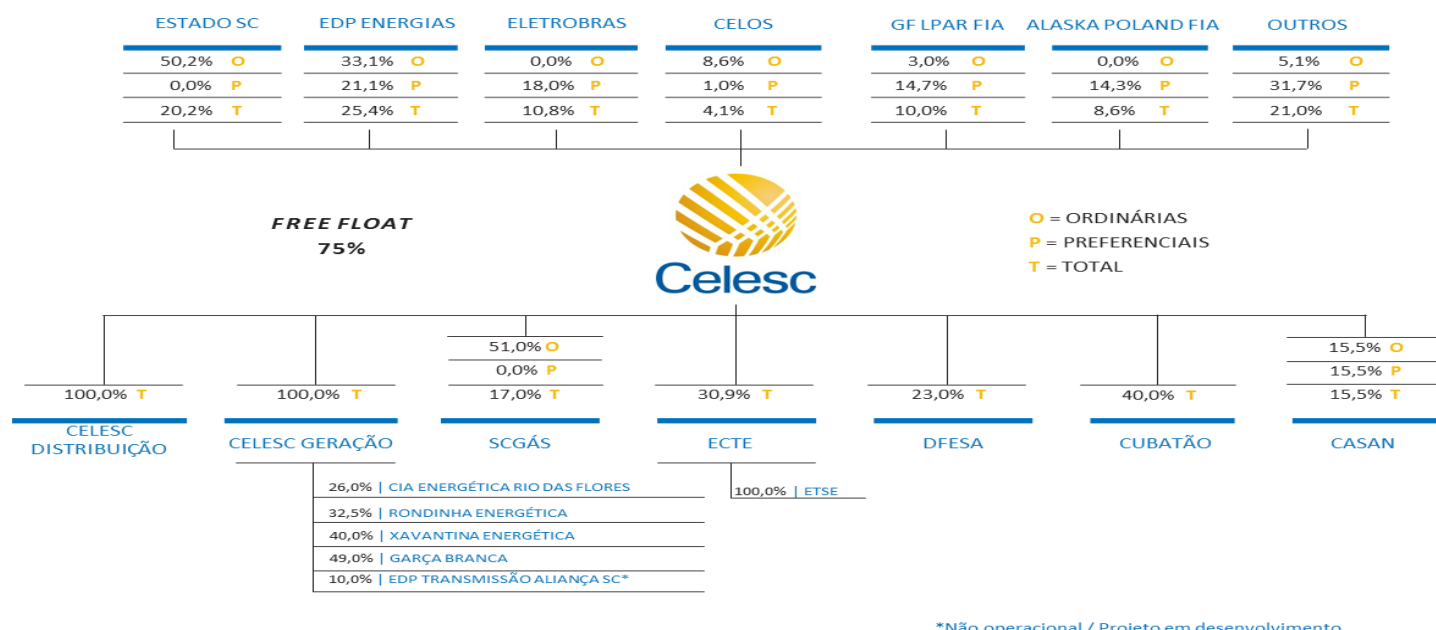 ESTADO SC EDP ENERGIAS ELETROBRAS CELOS GF LPAR FIA ALASKA POLAND FIA OUTROS
50,2% O 33,1% O 0,0% O 8,6% O 3,0% O 0,0% O 5,1% O
0,0% P 21,1% P 18,0% P 1,0% P 14,7% P 14,3% P 31,7% P
20,2% T 25,4% T 10,8% T 4,1% T 10,0% T 8,6% T 21,0% T
FREE FLOAT
75%
Celesc
O = ORDINÁRIAS
P = PREFERENCIAIS
T = TOTAL
51,0% O 15,5% O
0,0% P 15,5% P
100,0% T 100,0% T 17,0% T 30,9% T 23,0% T 40,0% T 15,5% T
CELESC
DISTRIBUIÇÃO CELESC GERAÇÃO SCGÁS ECTE DFESA CUBATÃO CASAN
26,0% | CIA ENERGÉTICA RIO DAS FLORES
32,5% | RONDINHA ENERGÉTICA
40,0% | XAVANTINA ENERGÉTICA
49,0% | GARÇA BRANCA
10,0% | EDP TRANSMISSÃO ALIANÇA SC*
100,0% | ETSE
*Não operacional / Projeto em desenvolvimento